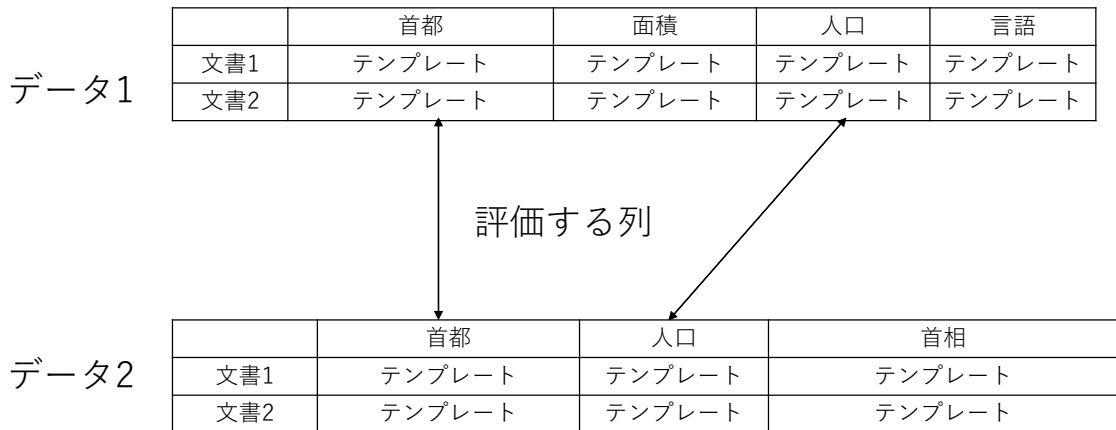 首都 面積 人口 言語
データ1 文書1 テンプレート テンプレート テンプレート テンプレート
文書2 テンプレート テンプレート テンプレート テンプレート
評価する列
首都 人口 首相
データ2 文書1 テンプレート テンプレート テンプレート
文書2 テンプレート テンプレート テンプレート